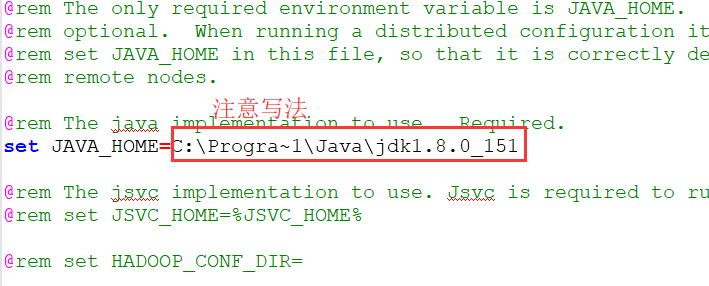 @rem The only required environment variable is JAVA_HOME.
@rem optional.  When running a distributed configuration it
@rem set JAVA_HOME in this file, so that it is correctly de
@rem remote nodes.
注意写法
@rem The java implementation to use.  Required.
set JAVA_HOME=C:\Progra~1\Java\jdk1.8.0_151
@rem The jsvc implementation to use. Jsvc is required to ru
@rem set JSVC_HOME=%JSVC_HOME%
@rem set HADOOP_CONF_DIR=